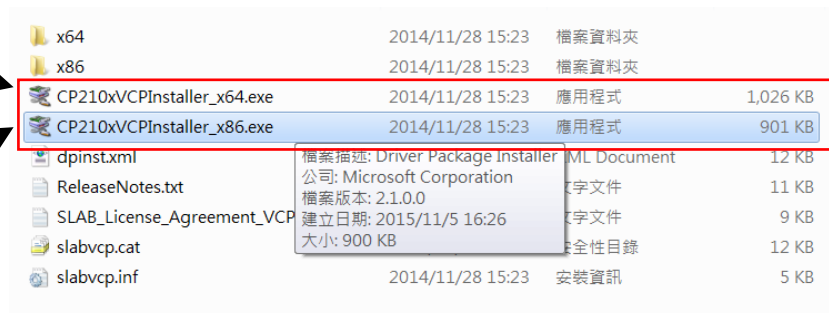 x64 2014/11/28 15:23 檔案資料夾
x86 2014/11/28 15:23 檔案資料夾
CP210xVCPInstaller_x64.exe 2014/11/28 15:23 應用程式 1,026 KB
CP210xVCPInstaller_x86.exe 2014/11/28 15:23 應用程式 901 KB
dpinst.xml ML Document 12 KB
檔案描述: Driver Package Installer
公司: Microsoft Corporation
檔案版本: 2.1.0.0
建立日期: 2015/11/5 16:26
大小: 900 KB
ReleaseNotes.txt 文字文件 11 KB
SLAB_License_Agreement_VCP 文字文件 9 KB
slabvcp.cat 安全性目錄 12 KB
slabvcp.inf 2014/11/28 15:23 安裝資訊 5 KB